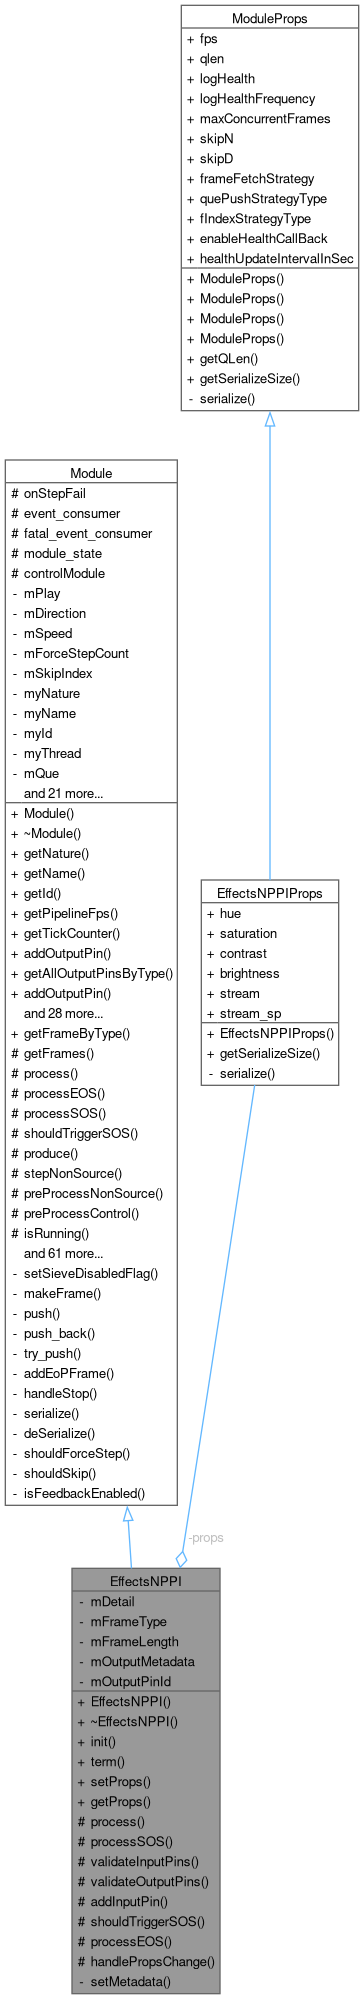 ModuleProps
+ fps
+ qlen
+ logHealth
+ logHealthFrequency
+ maxConcurrentFrames
+ skipN
+ skipD
+ frameFetchStrategy
+ quePushStrategyType
+ fIndexStrategyType
+ enableHealthCallBack
+ healthUpdateIntervalInSec
+ ModuleProps()
+ ModuleProps()
+ ModuleProps()
+ ModuleProps()
+ getQLen()
+ getSerializeSize()
- serialize()
Module
# onStepFail
# event_consumer
# fatal_event_consumer
# module_state
# controlModule
- mPlay
- mDirection
- mSpeed
- mForceStepCount
- mSkipIndex
- myNature
- myName
- myId
- myThread
- mQue
and 21 more...
+ Module()
+ ~Module()
+ getNature()
+ getName()
+ getId()
+ getPipelineFps()
+ getTickCounter()
+ addOutputPin()
+ getAllOutputPinsByType()
+ addOutputPin()
and 28 more...
+ getFrameByType()
# getFrames()
# process()
# processEOS()
# processSOS()
# shouldTriggerSOS()
# produce()
# stepNonSource()
# preProcessNonSource()
# preProcessControl()
# isRunning()
and 61 more...
- setSieveDisabledFlag()
- makeFrame()
- push()
- push_back()
- try_push()
- addEoPFrame()
- handleStop()
- serialize()
- deSerialize()
- shouldForceStep()
- shouldSkip()
- isFeedbackEnabled()
EffectsNPPIProps
+ hue
+ saturation
+ contrast
+ brightness
+ stream
+ stream_sp
+ EffectsNPPIProps()
+ getSerializeSize()
- serialize()
-props
EffectsNPPI
- mDetail
- mFrameType
- mFrameLength
- mOutputMetadata
- mOutputPinId
+ EffectsNPPI()
+ ~EffectsNPPI()
+ init()
+ term()
+ setProps()
+ getProps()
# process()
# processSOS()
# validateInputPins()
# validateOutputPins()
# addInputPin()
# shouldTriggerSOS()
# processEOS()
# handlePropsChange()
- setMetadata()